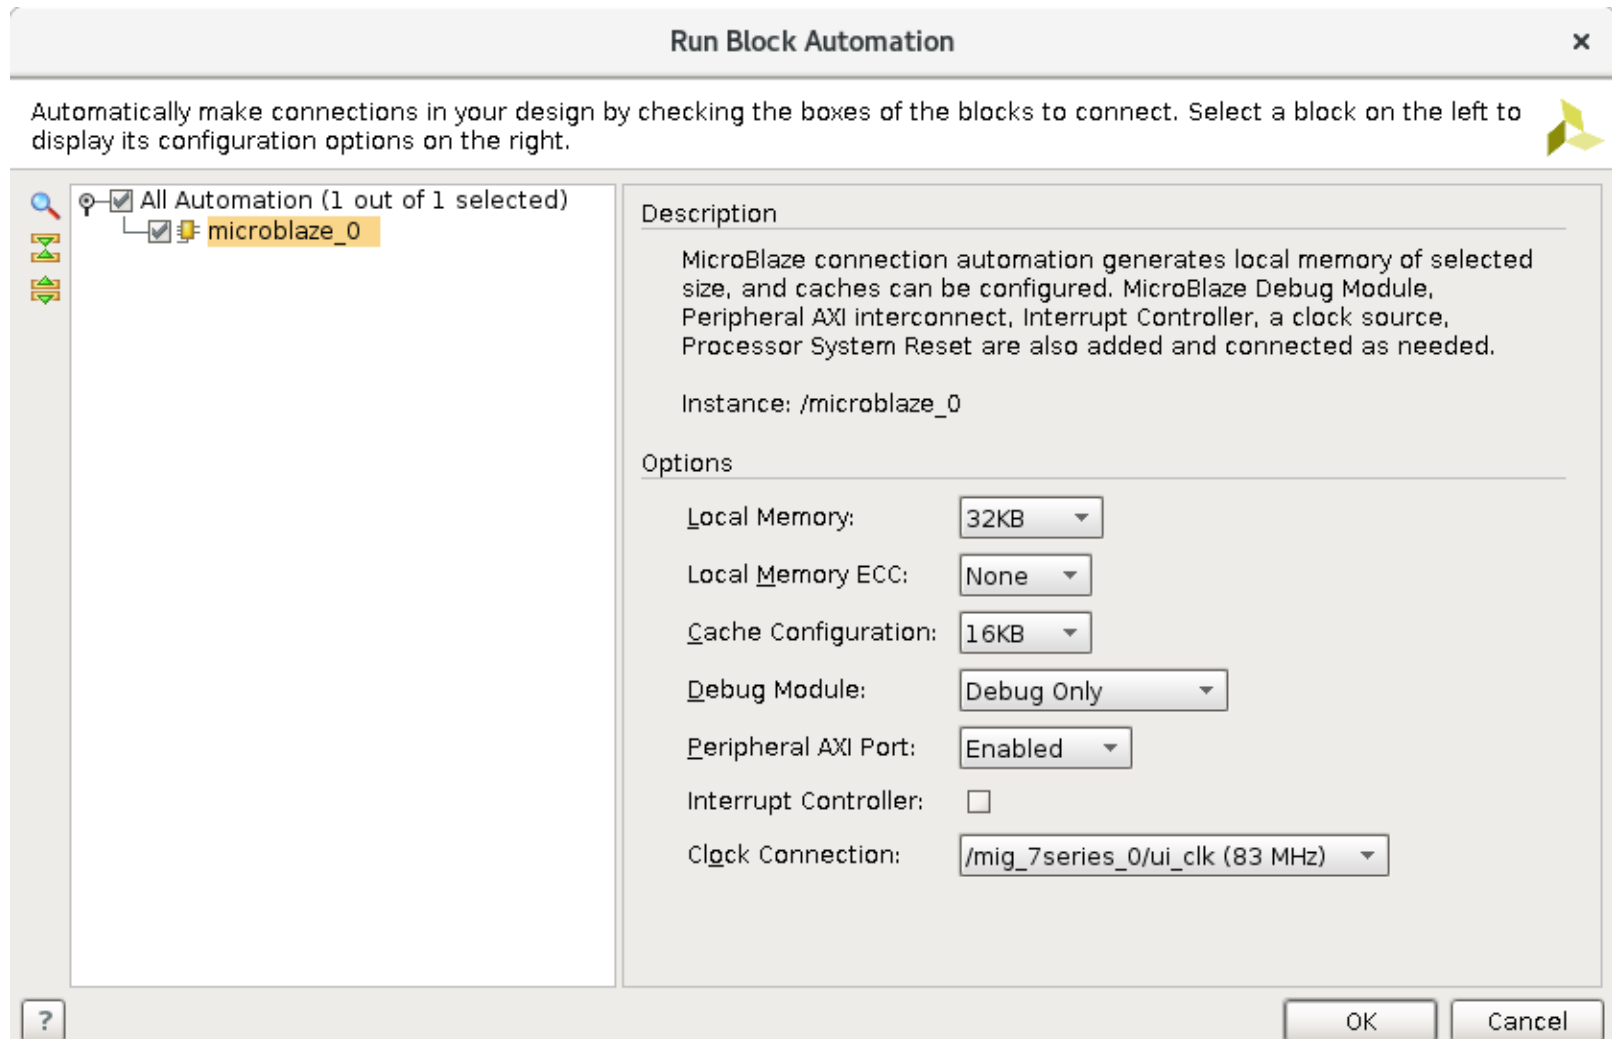 Run Block Automation
Automatically make connections in your design by checking the boxes of the blocks to connect. Select a block on the left to
display its configuration options on the right.
All Automation (1 out of 1 selected)
microblaze_0
Description
MicroBlaze connection automation generates local memory of selected
size, and caches can be configured. MicroBlaze Debug Module,
Peripheral AXI interconnect, Interrupt Controller, a clock source,
Processor System Reset are also added and connected as needed.
Instance: /microblaze_0
Options
Local Memory: 32KB
Local Memory ECC: None
Cache Configuration: 16KB
Debug Module: Debug Only
Peripheral AXI Port: Enabled
Interrupt Controller:
Clock Connection: /mig_7series_0/ui_clk (83 MHz)
?
OK
Cancel